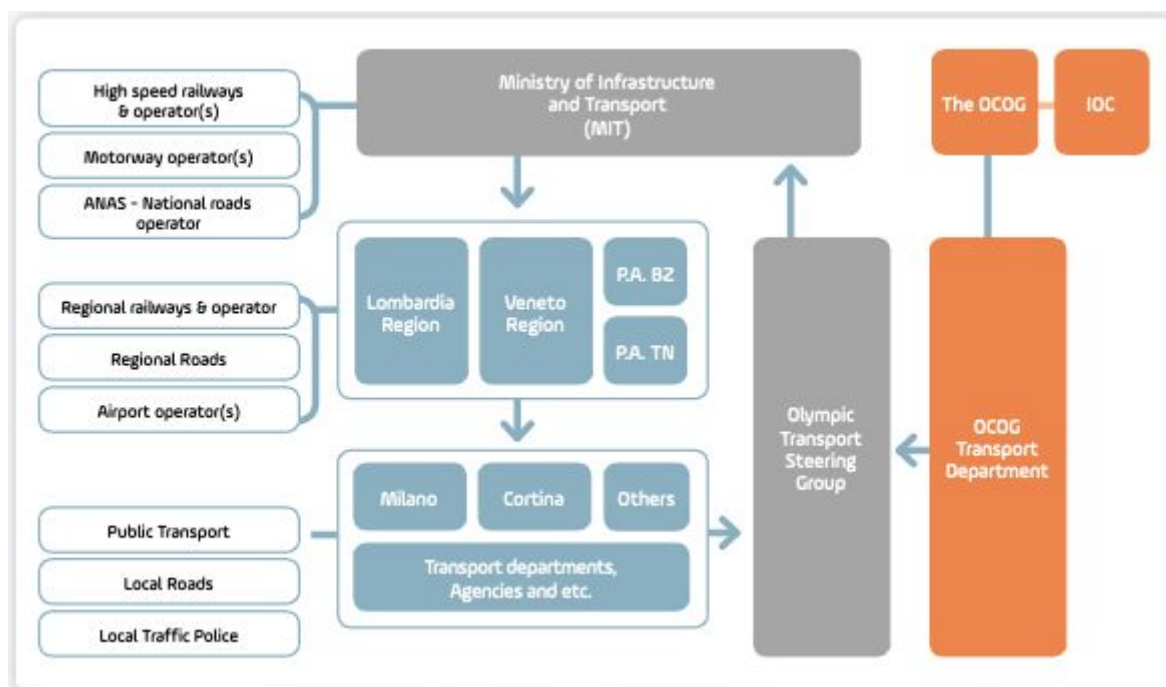 High speed railways
& operator(s)
Motorway operator(s)
ANAS - National roads
operator
Ministry of Infrastructure
and Transport
(MIT)
The OCOG
IOC
Regional railways & operator
Regional Roads
Airport operator(s)
Lombardia
Region
Veneto
Region
P.A. BZ
P.A. TN
Public Transport
Local Roads
Local Traffic Police
Milano
Cortina
Others
Transport departments,
Agencies and etc.
Olympic
Transport
Steering
Group
OCOG
Transport
Department